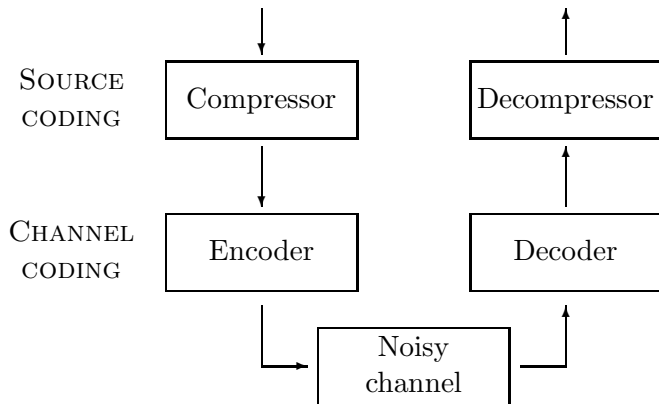 SOURCE
CODING
Compressor
Decompressor
CHANNEL
CODING
Encoder
Decoder
Noisy
channel